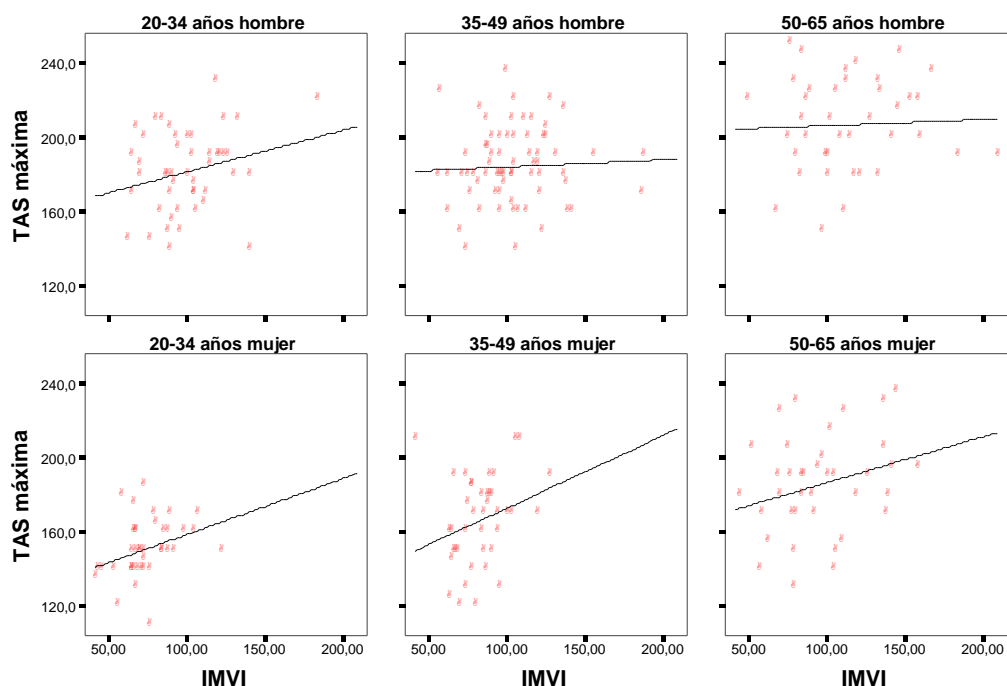 20-34 años hombre
35-49 años hombre
50-65 años hombre
TAS máxima
240,0
200,0
160,0
120,0
20-34 años mujer
35-49 años mujer
50-65 años mujer
TAS máxima
240,0
200,0
160,0
120,0
50,00 100,00 150,00 200,00
50,00 100,00 150,00 200,00
50,00 100,00 150,00 200,00
IMVI
IMVI
IMVI